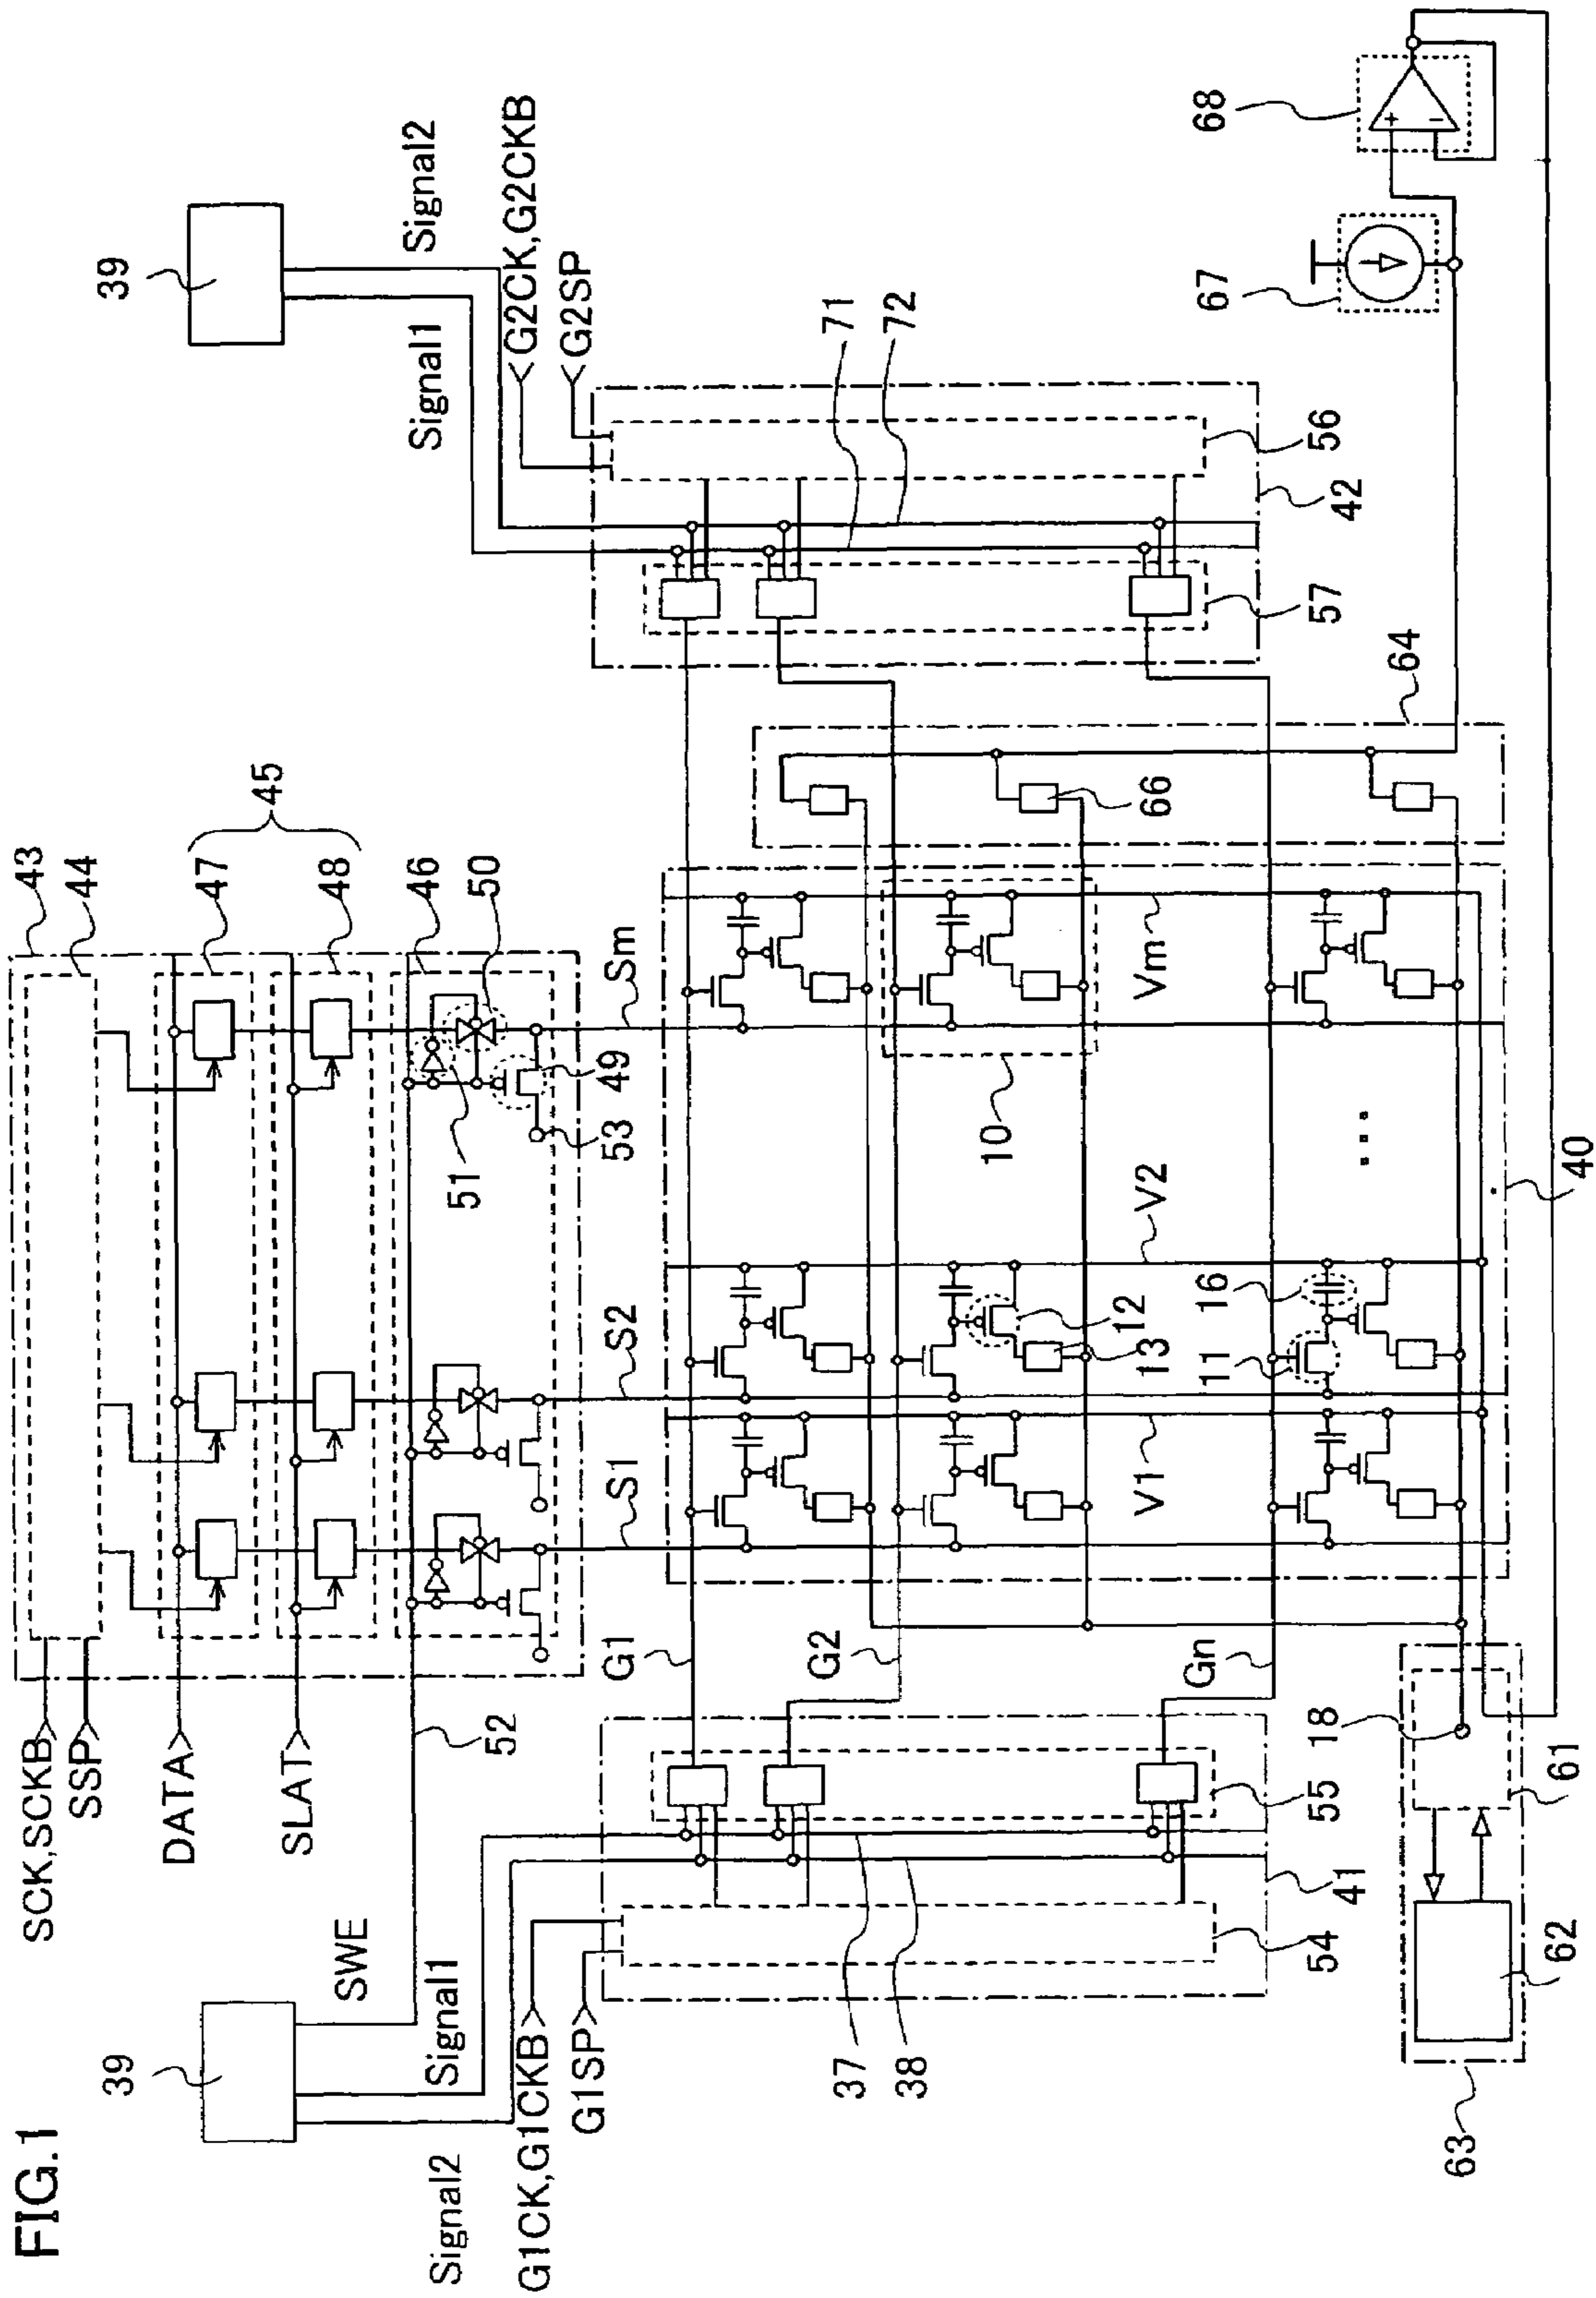 FIG.1
39
SWE
Signal1
Signal2
SCK,SCKB
SSP
DATA
SLAT
52
43
44
47
45
48
46
50
51
49
53
39
Signal2
Signal1
G2CK,G2CKB
G2SP
G1CK,G1CKB
G1SP
37
38
54
41
55
G1
G2
Gn
S1
S2
Sm
V1
V2
Vm
10
11
12
13
16
40
66
64
71
72
56
42
57
67
68
18
61
62
63